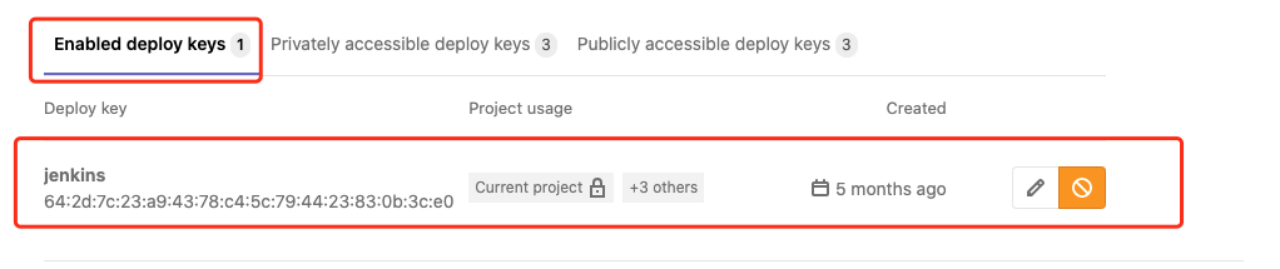 Enabled deploy keys 1 Privately accessible deploy keys 3 Publicly accessible deploy keys 3
Deploy key Project usage Created
jenkins
64:2d:7c:23:a9:43:78:c4:5c:79:44:23:83:0b:3c:e0 Current project +3 others 5 months ago